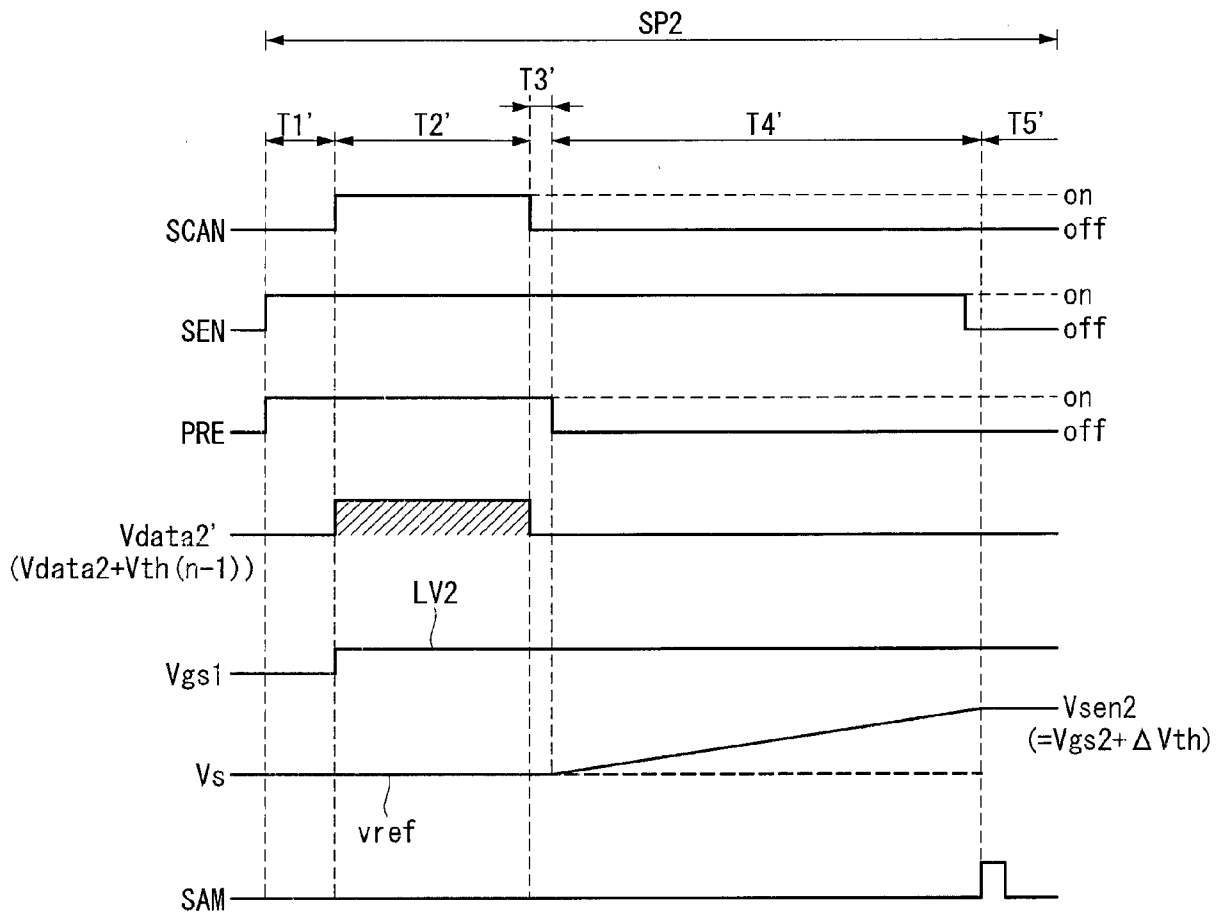 SP2
T3'
T1'
T2'
T4'
T5'
SCAN
on
off
SEN
on
off
PRE
on
off
Vdata2'
(Vdata2+Vth(n-1))
LV2
Vgs1
Vsen2
(=Vgs2+ΔVth)
Vs
vref
SAM